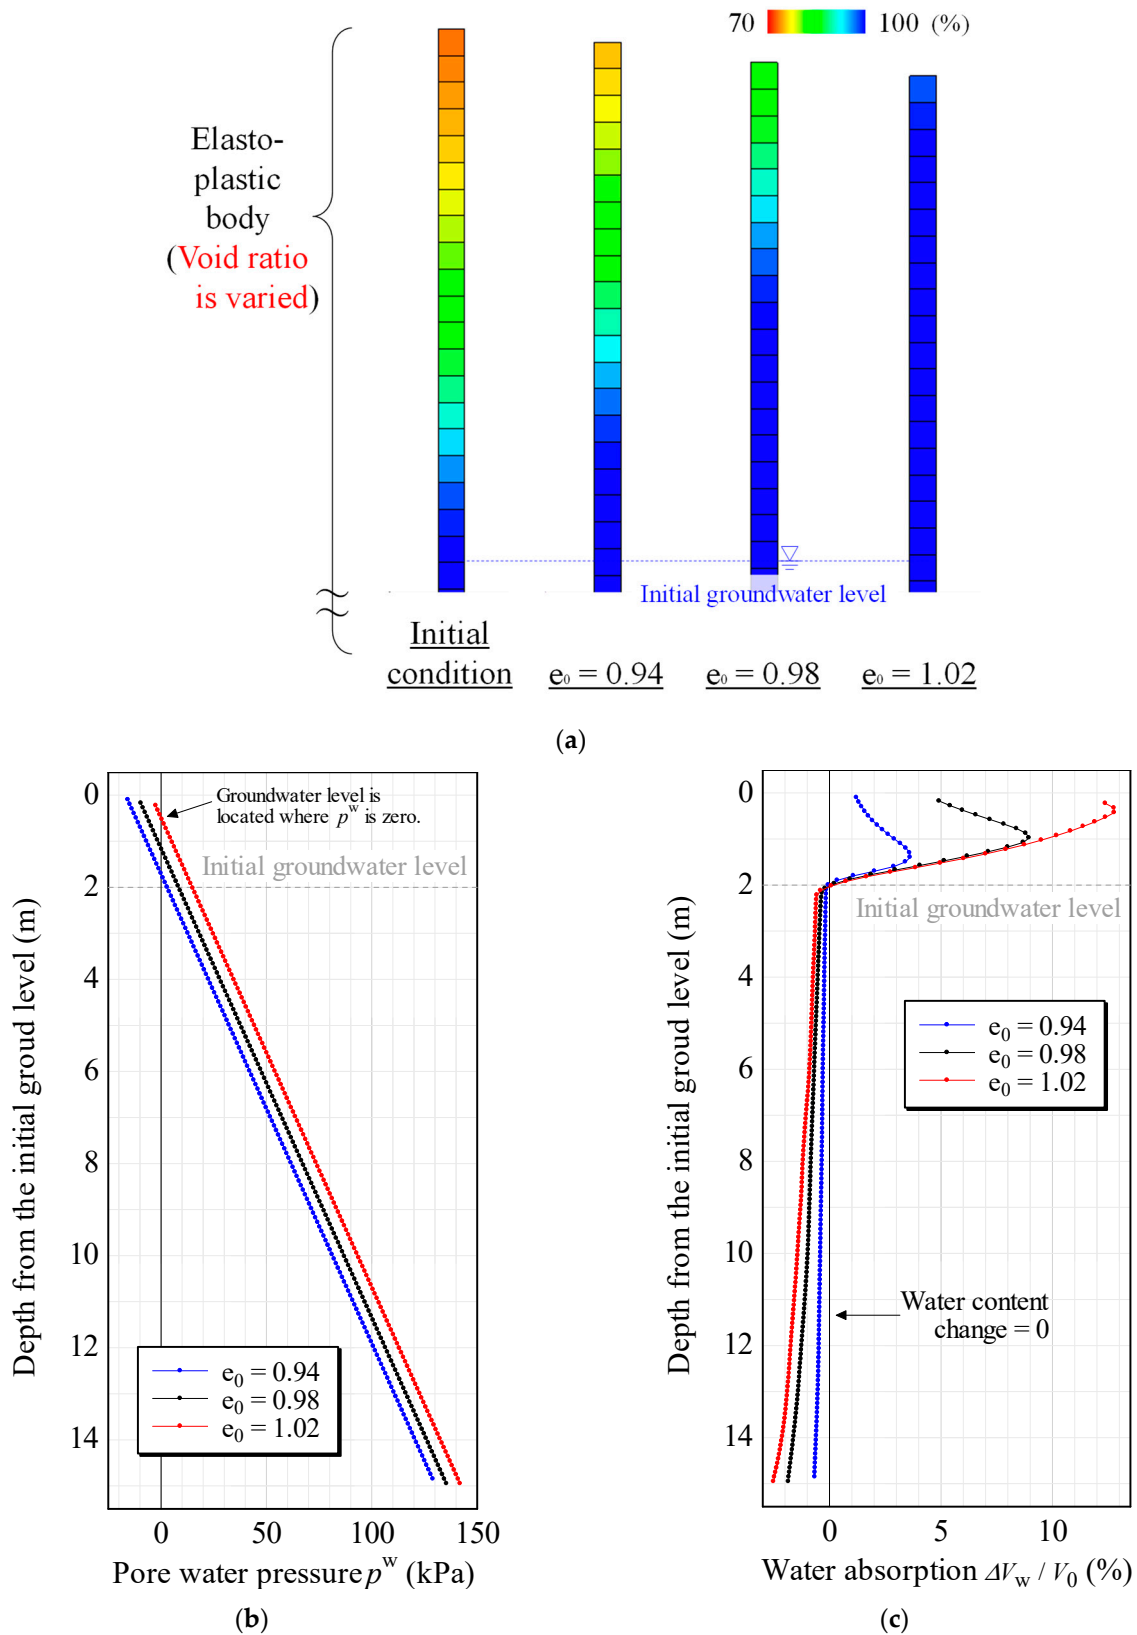 70 100 (%)
Elasto-
plastic
body
(Void ratio
is varied)
Initial groundwater level
Initial
condition
e₀ = 0.94
e₀ = 0.98
e₀ = 1.02
(a)
0
2
4
6
8
10
12
14
Depth from the initial groud level (m)
Groundwater level is
located where p^w is zero.
Initial groundwater level
e₀ = 0.94
e₀ = 0.98
e₀ = 1.02
0 50 100 150
Pore water pressure p^w (kPa)
(b)
0
2
4
6
8
10
12
14
Depth from the initial groud level (m)
Initial groundwater level
e₀ = 0.94
e₀ = 0.98
e₀ = 1.02
Water content
change = 0
0 5 10
Water absorption ΔV_w / V₀ (%)
(c)